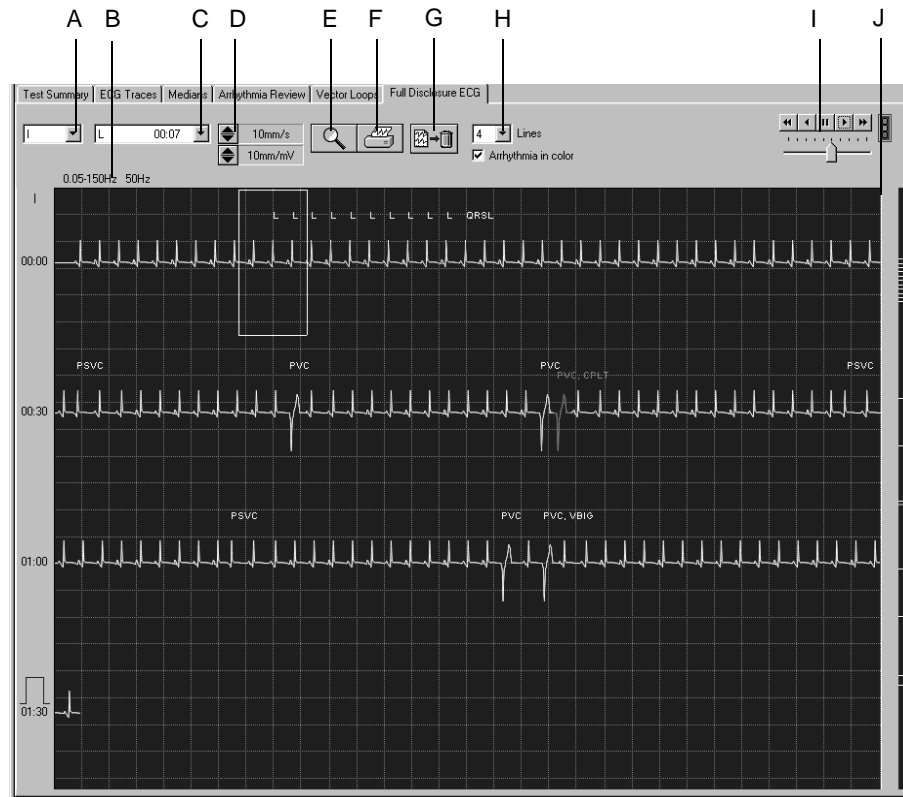 A B C D E F G H I J
Test Summary ECG Traces Medians Arrhythmia Review Vector Loops Full Disclosure ECG
I L 00:07 10mm/s 4 Lines
10mm/mV Arrhythmia in color
0.05-150Hz 50Hz
I
L L L L L L L L L L QRSL
00:00
PSVC PVC PVC PSVC
PVC, CPLT
00:30
PSVC PVC PVC, VBIG
01:00
01:30